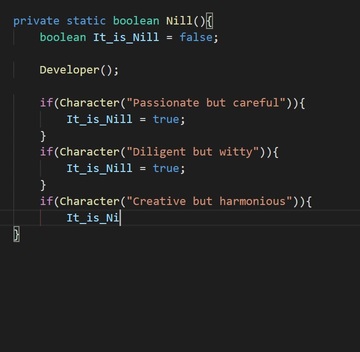 private static boolean Nill(){
boolean It_is_Nill = false;
Developer();
if(Character("Passionate but careful")){
It_is_Nill = true;
}
if(Character("Diligent but witty")){
It_is_Nill = true;
}
if(Character("Creative but harmonious")){
It_is_Ni
}